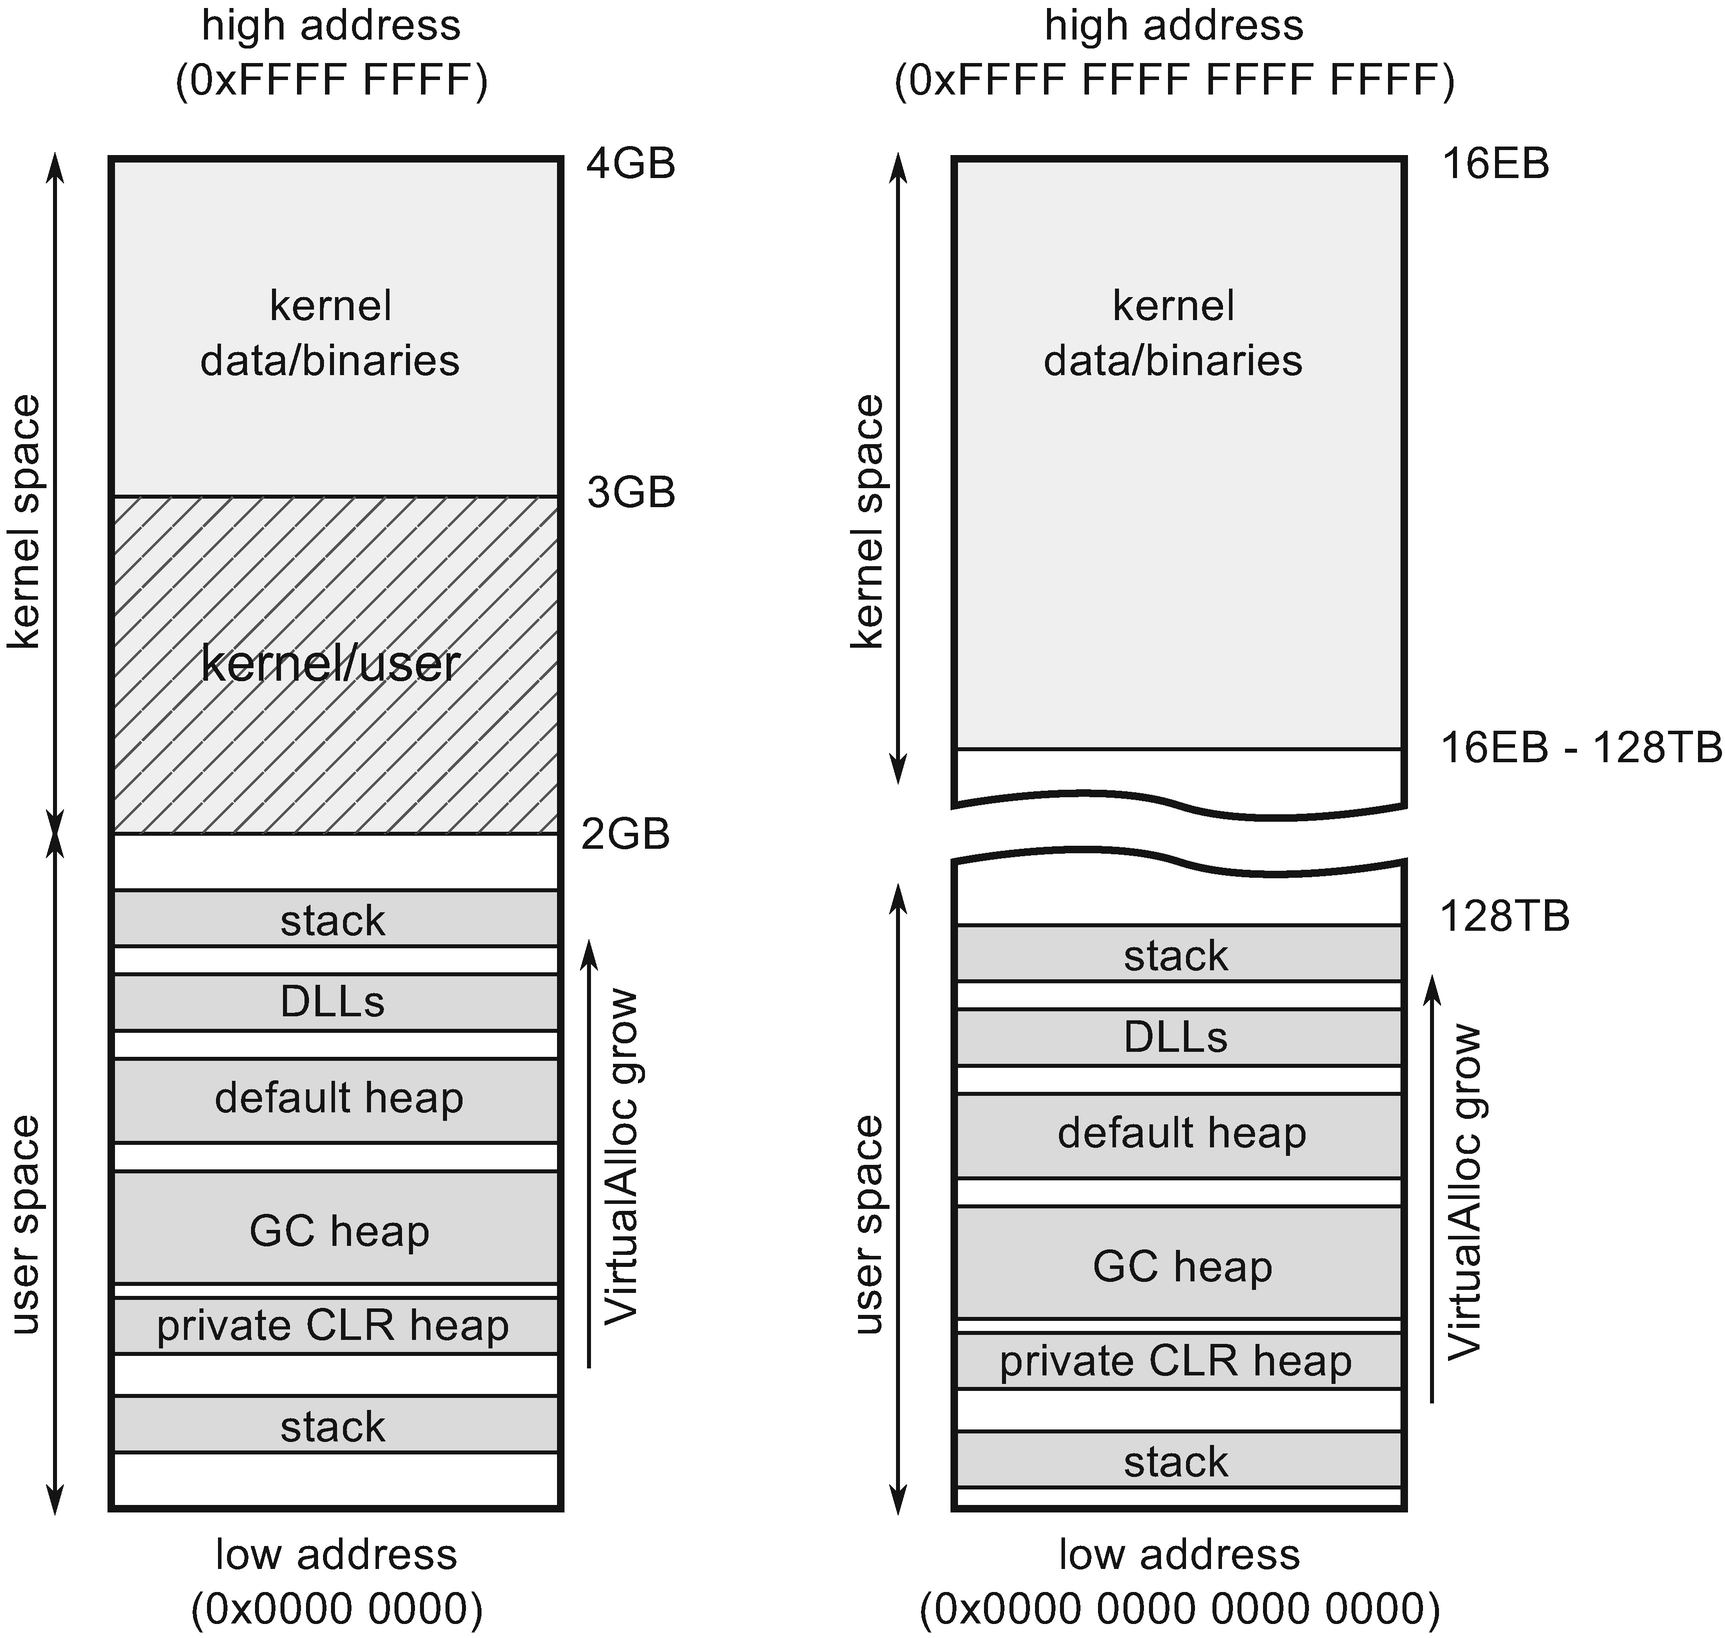 high address
(0xFFFF FFFF)
4GB
kernel
data/binaries
kernel space
3GB
kernel/user
2GB
stack
DLLs
default heap
GC heap
private CLR heap
stack
user space
VirtualAlloc grow
low address
(0x0000 0000)
high address
(0xFFFF FFFF FFFF FFFF)
16EB
kernel
data/binaries
kernel space
16EB - 128TB
128TB
stack
DLLs
default heap
GC heap
private CLR heap
stack
user space
VirtualAlloc grow
low address
(0x0000 0000 0000 0000)